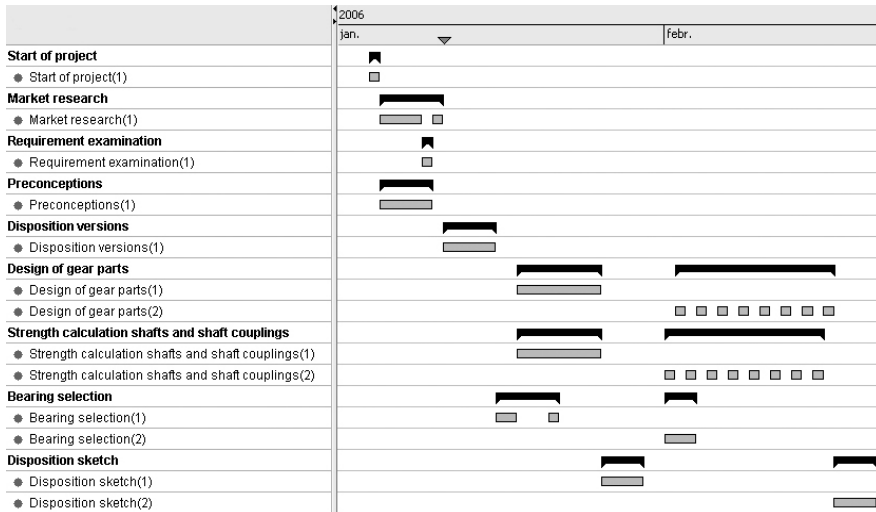 2006
jan.
febr.
Start of project
Start of project(1)
Market research
Market research(1)
Requirement examination
Requirement examination(1)
Preconceptions
Preconceptions(1)
Disposition versions
Disposition versions(1)
Design of gear parts
Design of gear parts(1)
Design of gear parts(2)
Strength calculation shafts and shaft couplings
Strength calculation shafts and shaft couplings(1)
Strength calculation shafts and shaft couplings(2)
Bearing selection
Bearing selection(1)
Bearing selection(2)
Disposition sketch
Disposition sketch(1)
Disposition sketch(2)